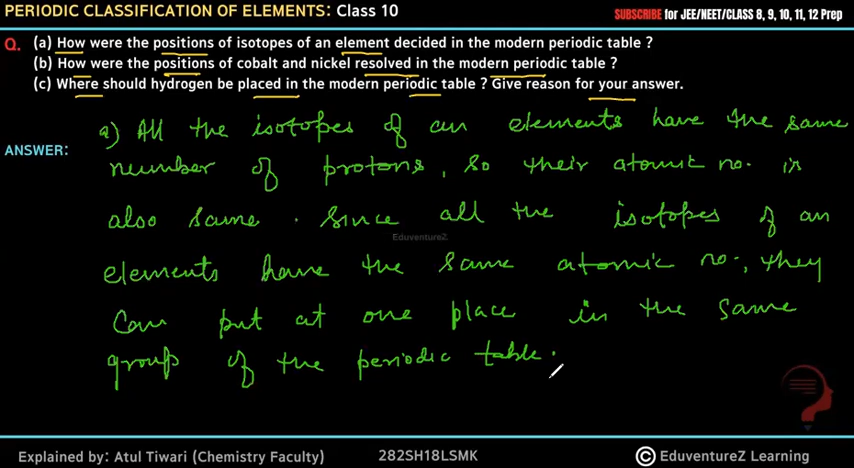 PERIODIC CLASSIFICATION OF ELEMENTS: Class 10
SUBSCRIBE for JEE/NEET/CLASS 8, 9, 10, 11, 12 Prep
Q. (a) How were the positions of isotopes of an element decided in the modern periodic table ?
(b) How were the positions of cobalt and nickel resolved in the modern periodic table ?
(c) Where should hydrogen be placed in the modern periodic table ? Give reason for your answer.
ANSWER:
a) All the isotopes of an elements have the same
number of protons, so their atomic no. is
also same. Since all the isotopes of an
EduventureZ
elements have the same atomic no., they
can put at one place in the same
group of the periodic table.
Explained by: Atul Tiwari (Chemistry Faculty)
282SH18LSMK
© EduventureZ Learning